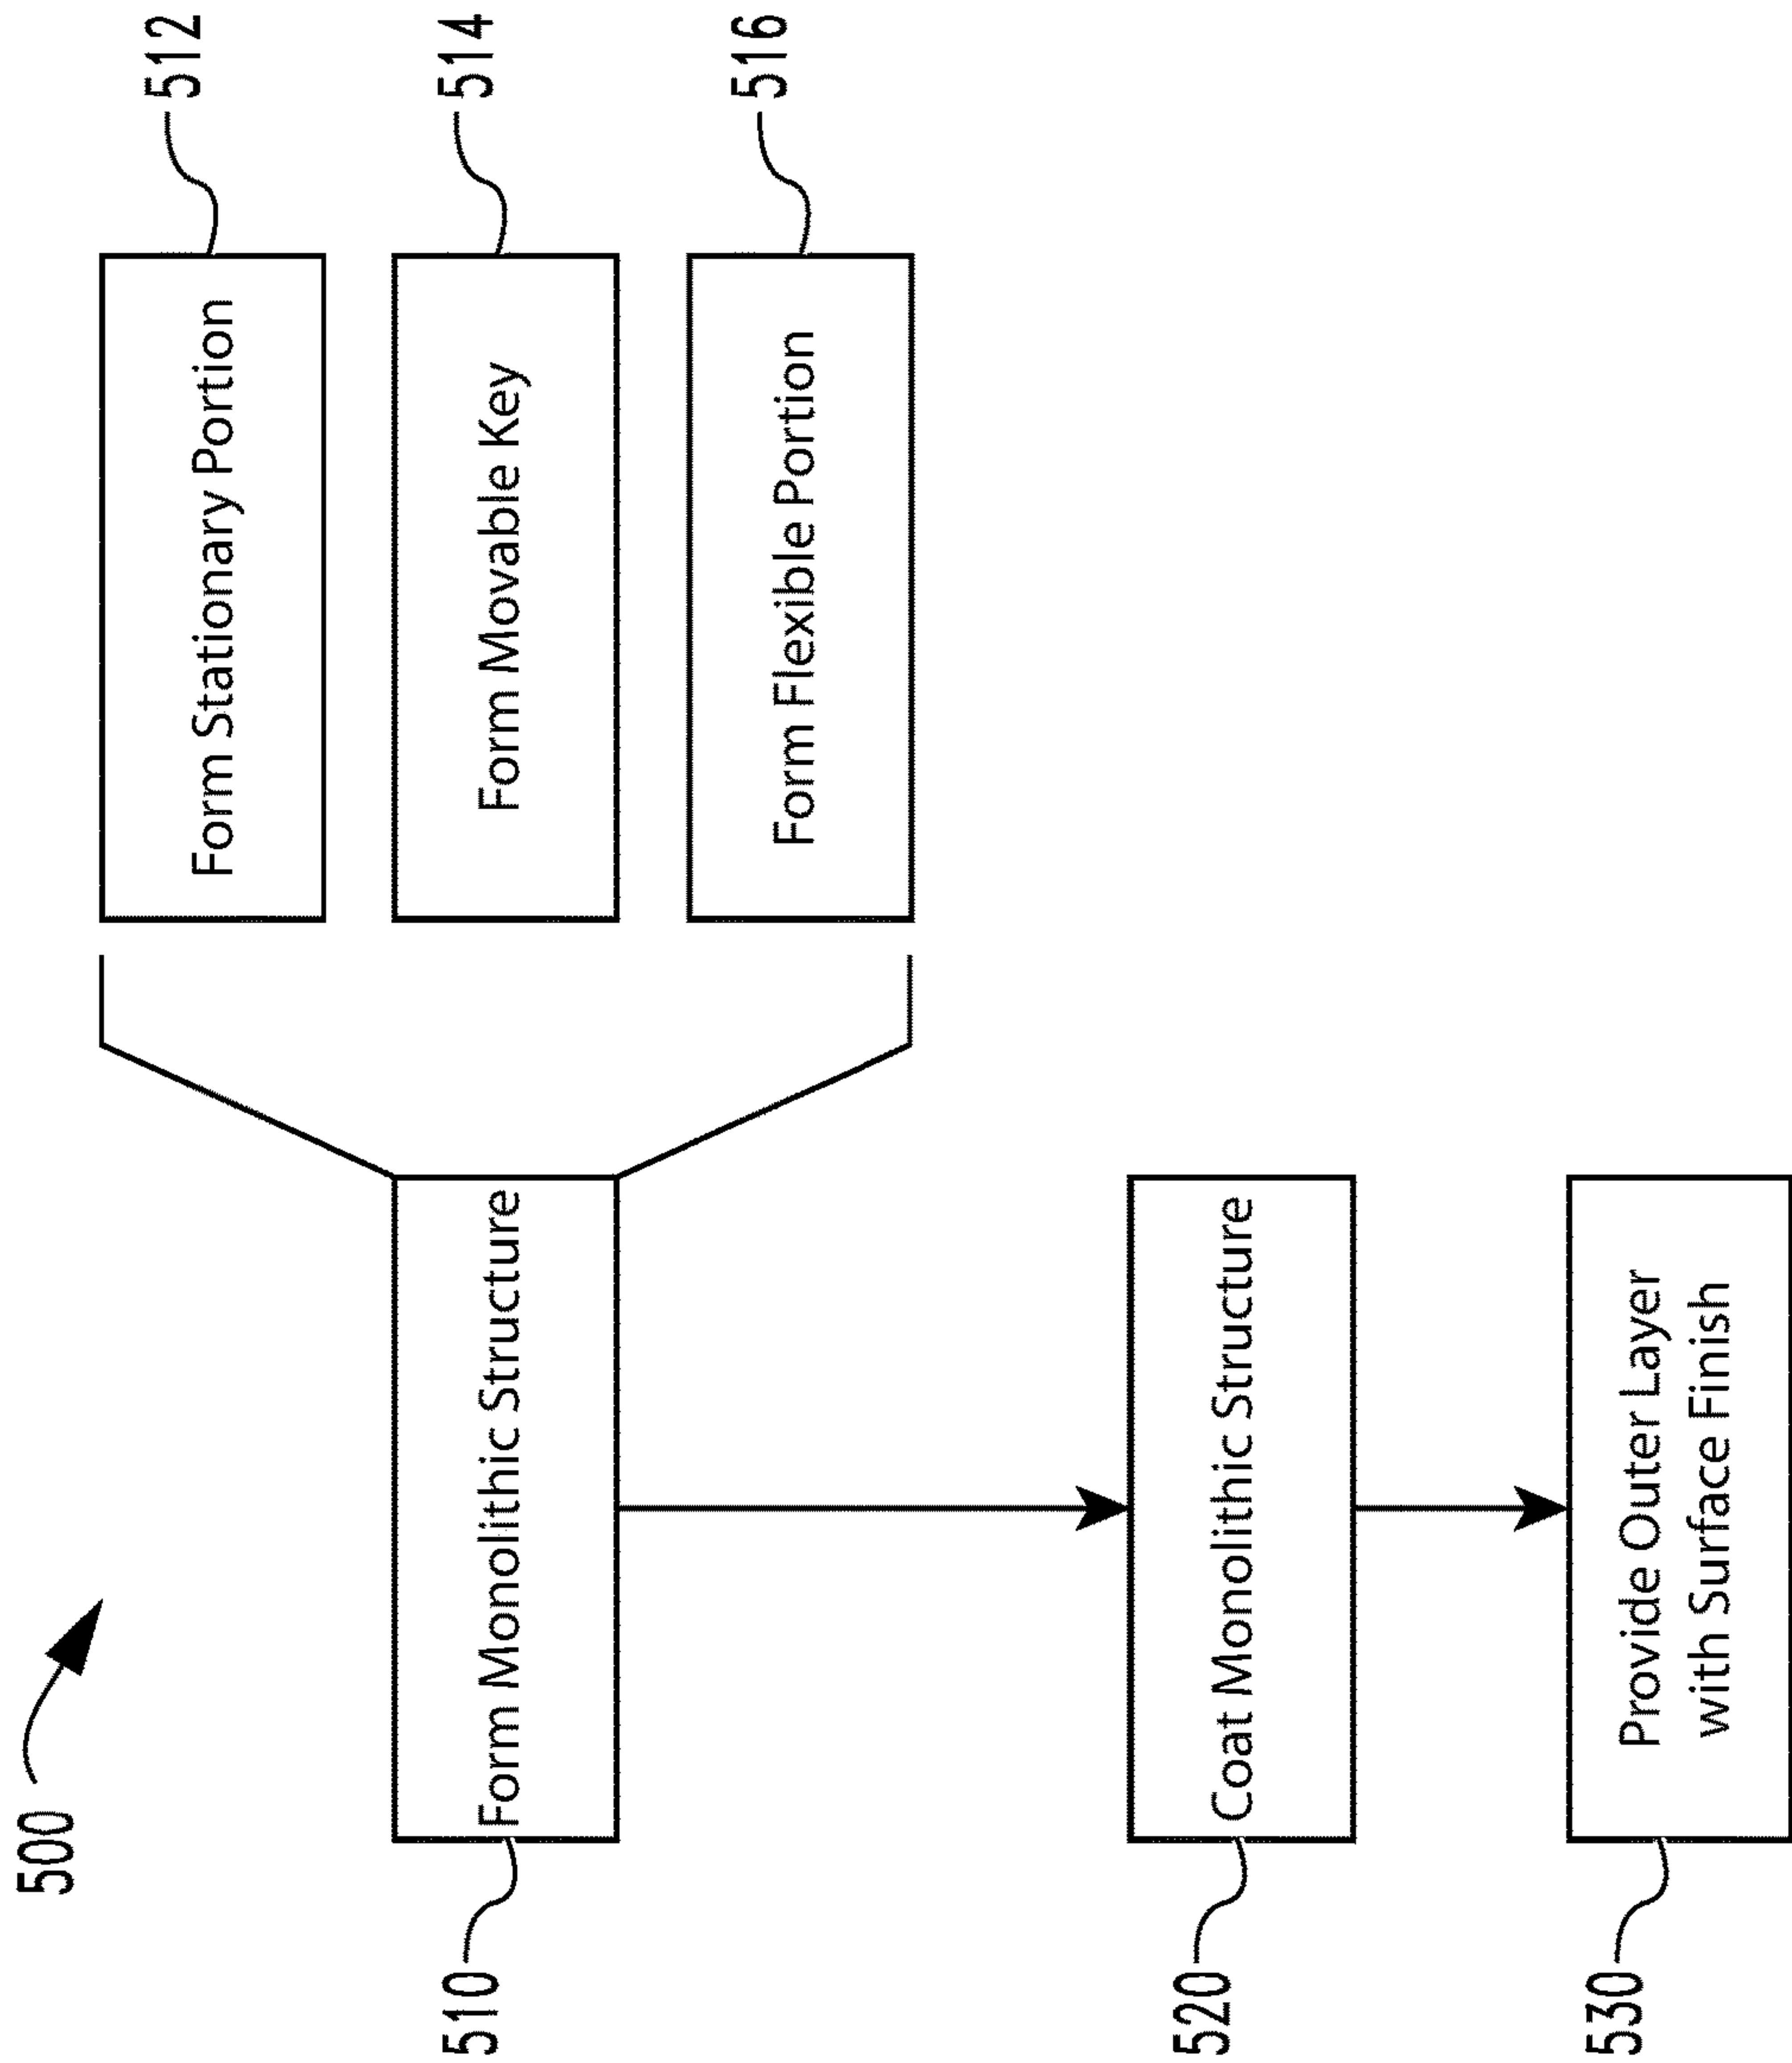 500
510
Form Monolithic Structure
Form Stationary Portion
512
Form Movable Key
514
Form Flexible Portion
516
520
Coat Monolithic Structure
530
Provide Outer Layer
with Surface Finish